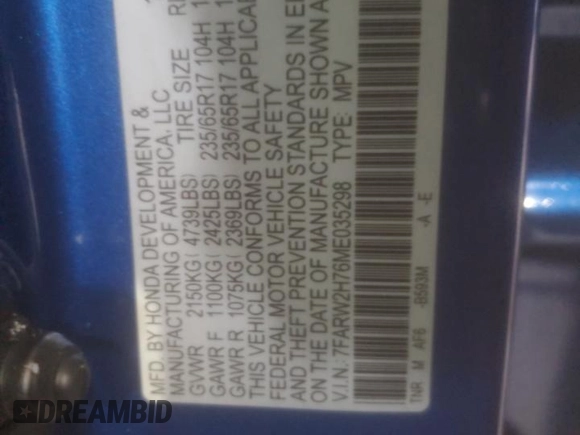 MFD. BY HONDA DEVELOPMENT &
MANUFACTURING OF AMERICA, LLC
TIRE SIZE
GVWR 2150KG( 4739LBS)
GAWR F 1100KG( 2425LBS) 235/65R17 104H
GAWR R 1075KG( 2369LBS) 235/65R17 104H
THIS VEHICLE CONFORMS TO ALL
FEDERAL MOTOR VEHICLE SAFETY
AND THEFT PREVENTION STANDARDS IN
ON THE DATE OF MANUFACTURE SHOWN
V.I.N: 7FARW2H76ME035298 TYPE: MPV
TNR M AF6 -B593M -A -E
DREAMBID